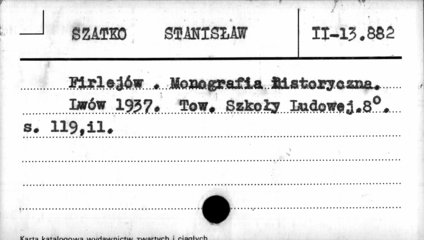 SZATKO STANISŁAW II-13.882
Firlejów . Monografia Historyczna.
Lwów 1937. Tow. Szkoły Ludowej.8°.
s. 119,il.
Karta katalogowa wydawnictw zwartych i ciągłych